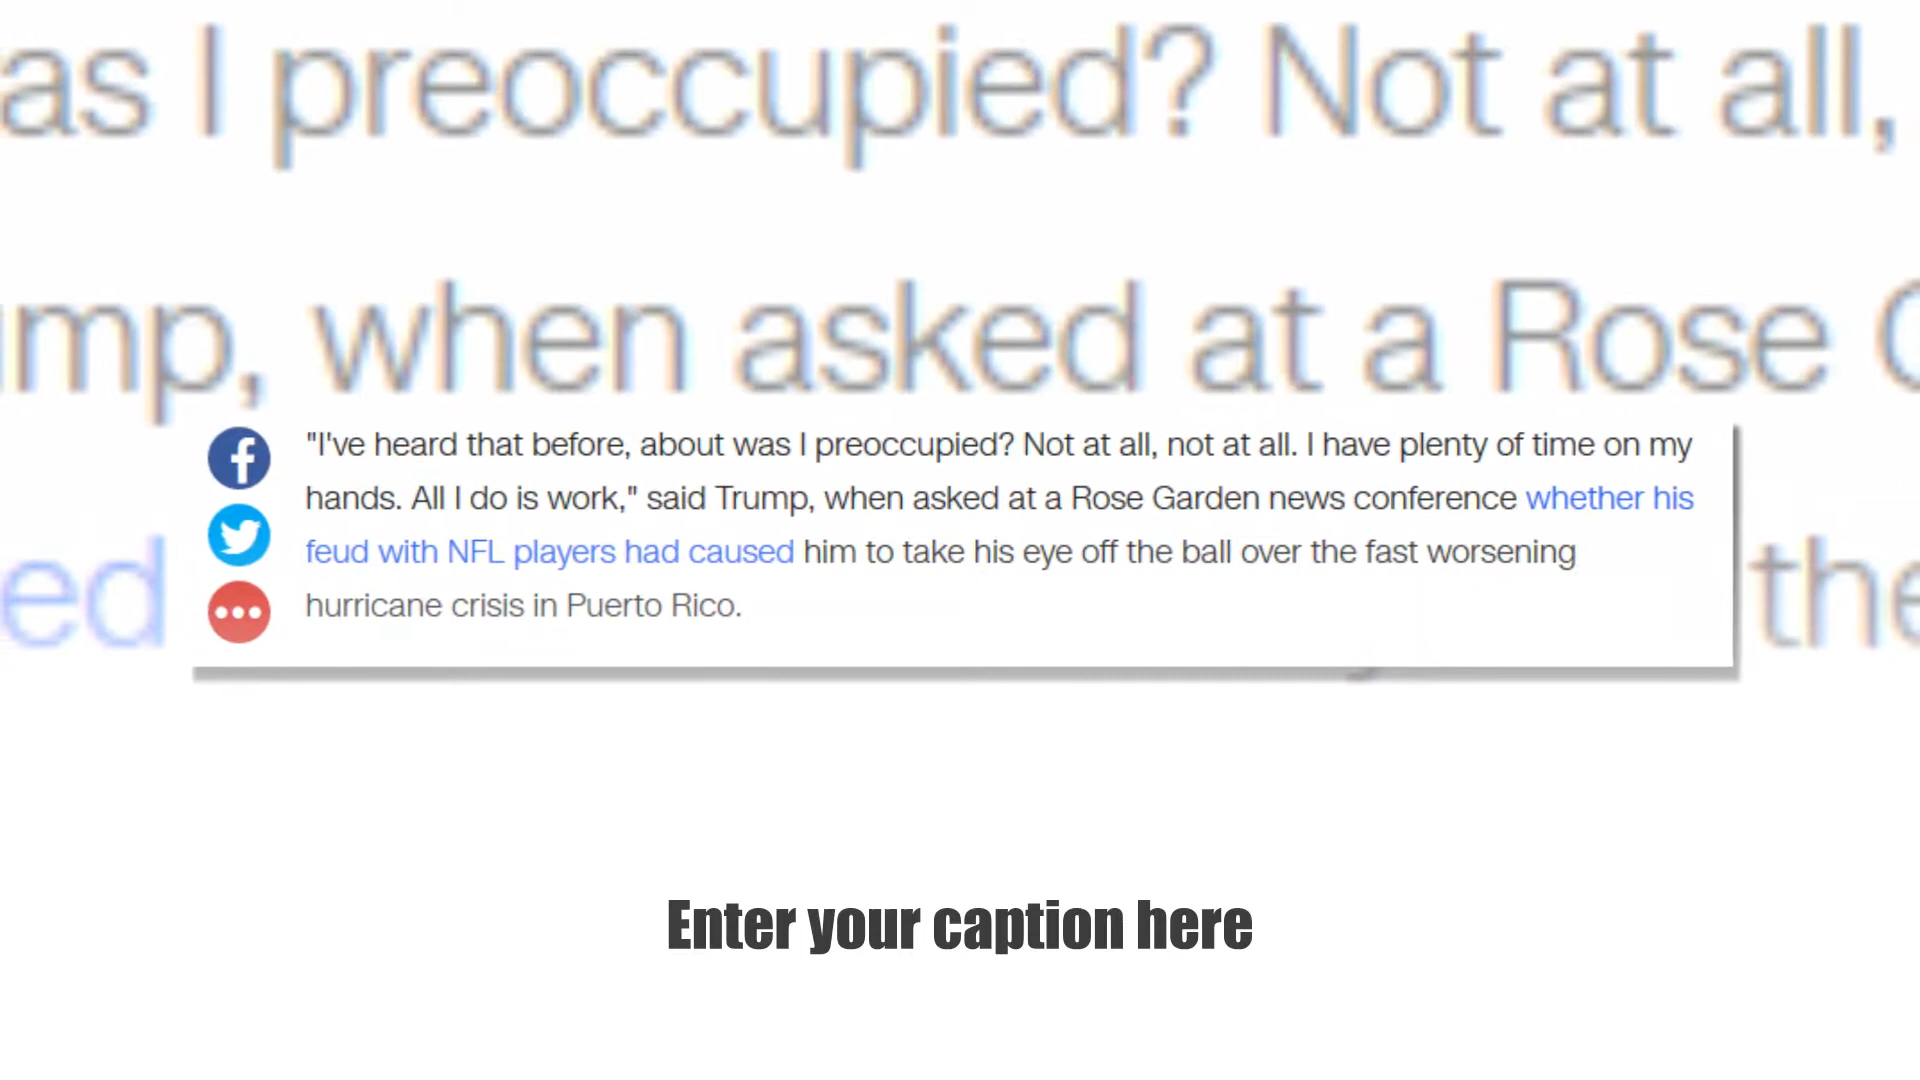 as I preoccupied? Not at all,
mp, when asked at a Rose
"I've heard that before, about was I preoccupied? Not at all, not at all. I have plenty of time on my
hands. All I do is work," said Trump, when asked at a Rose Garden news conference whether his
feud with NFL players had caused him to take his eye off the ball over the fast worsening
hurricane crisis in Puerto Rico.
ed the
Enter your caption here